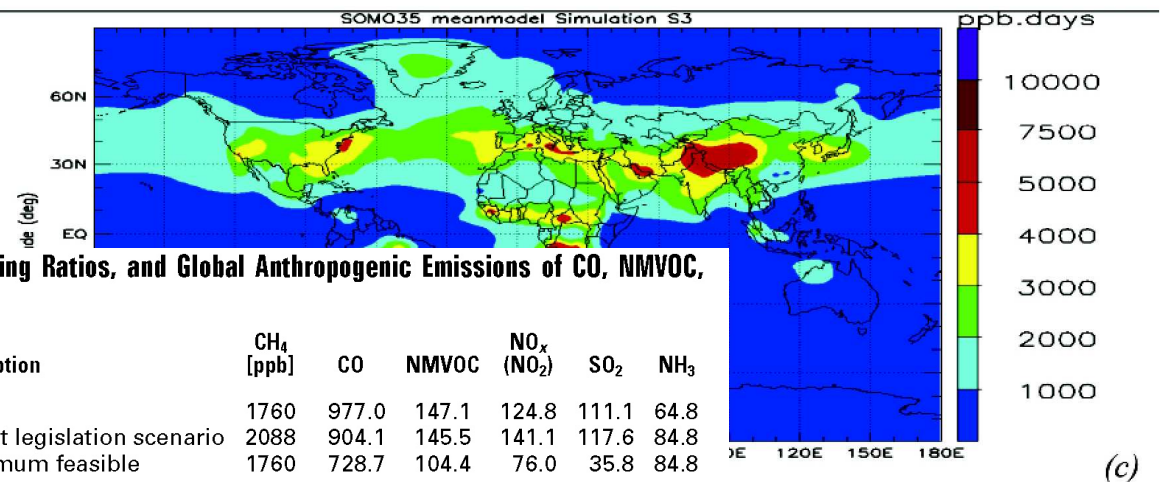 SOMO35 meanmodel Simulation S3
ppb.days
10000
7500
5000
4000
3000
2000
1000
60N
30N
EQ
ide (deg)
ing Ratios, and Global Anthropogenic Emissions of CO, NMVOC,
ption CH4 [ppb] CO NMVOC NOx (NO2) SO2 NH3
1760 977.0 147.1 124.8 111.1 64.8
t legislation scenario 2088 904.1 145.5 141.1 117.6 84.8
mum feasible 1760 728.7 104.4 76.0 35.8 84.8
0E 120E 150E 180E
(c)